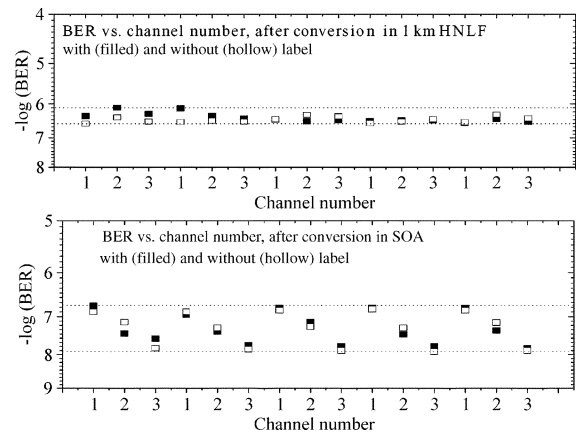 4
BER vs. channel number, after conversion in 1 km HNLF
with (filled) and without (hollow) label
5
6
7
8
-log (BER)
1 2 3 1 2 3 1 2 3 1 2 3 1 2 3
Channel number
5
BER vs. channel number, after conversion in SOA
with (filled) and without (hollow) label
6
7
8
9
-log (BER)
1 2 3 1 2 3 1 2 3 1 2 3 1 2 3
Channel number